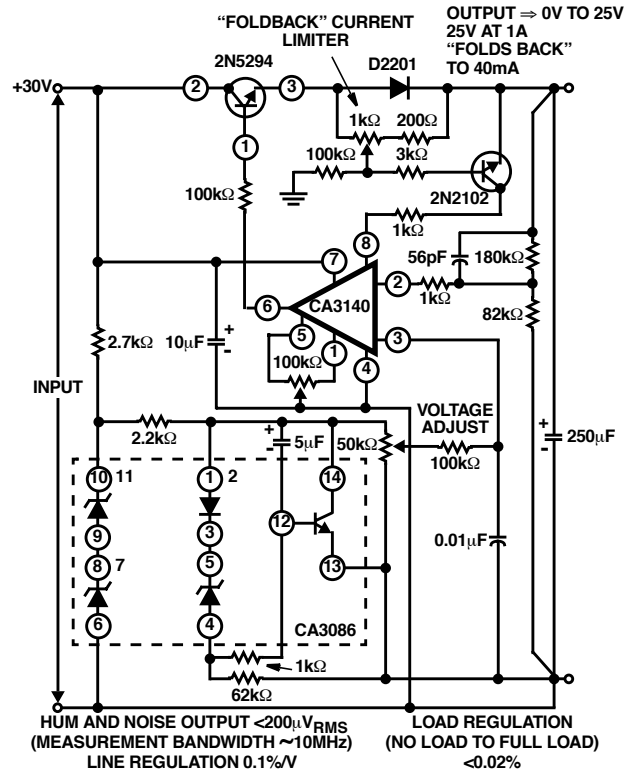 “FOLDBACK” CURRENT
LIMITER
OUTPUT ⇒ 0V TO 25V
25V AT 1A
“FOLDS BACK”
TO 40mA
2N5294
D2201
+30V
2
3
1kΩ
200Ω
1
100kΩ
3kΩ
100kΩ
2N2102
1kΩ
8
7
56pF
180kΩ
2
6
CA3140
1kΩ
5
82kΩ
3
2.7kΩ
10μF
+
-
100kΩ
1
4
INPUT
VOLTAGE
ADJUST
2.2kΩ
+
-
5μF
50kΩ
100kΩ
+
-
250μF
10
11
1
2
14
9
3
12
0.01μF
8
7
5
13
6
4
CA3086
1kΩ
62kΩ
HUM AND NOISE OUTPUT <200μVRMS
(MEASUREMENT BANDWIDTH ~10MHz)
LINE REGULATION 0.1%/V
LOAD REGULATION
(NO LOAD TO FULL LOAD)
<0.02%